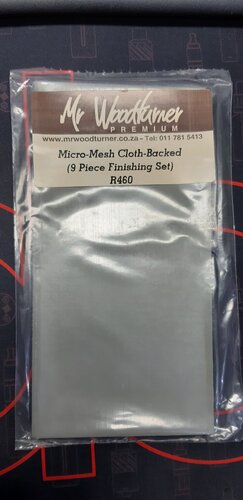 Mr Woodturner
PREMIUM
www.mrwoodturner.co.za - Tel: 011 781 5413
Micro-Mesh Cloth-Backed
(9 Piece Finishing Set)
R460